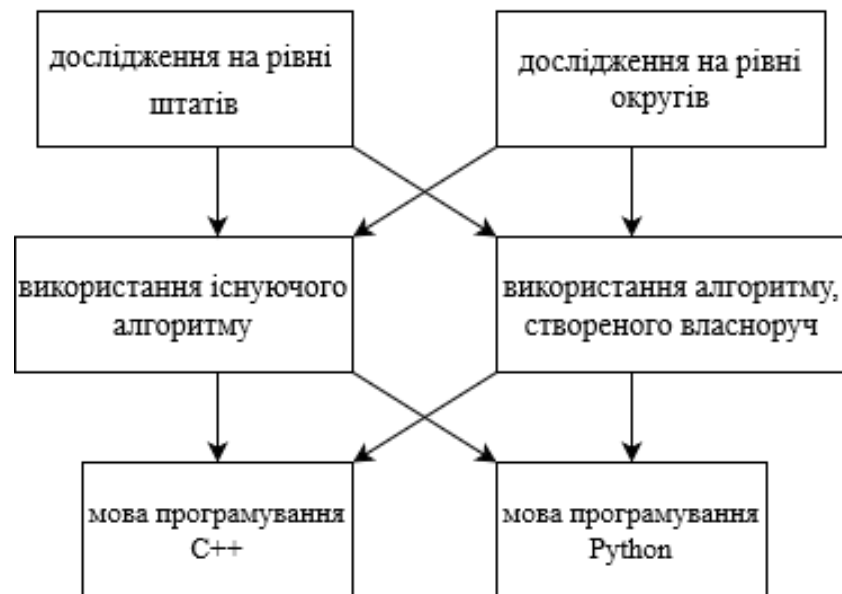 дослідження на рівні
штатів
дослідження на рівні
округів
використання існуючого
алгоритму
використання алгоритму,
створеного власноруч
мова програмування
C++
мова програмування
Python